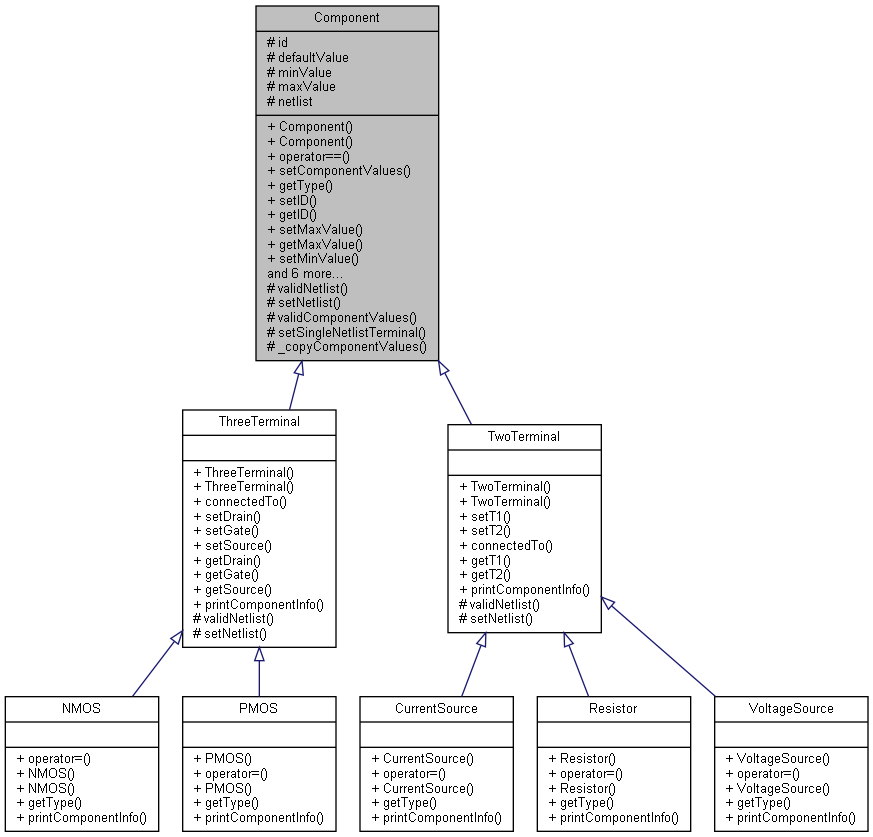 Component
# id
# defaultValue
# minValue
# maxValue
# netlist
+ Component()
+ Component()
+ operator==()
+ setComponentValues()
+ getType()
+ setID()
+ getID()
+ setMaxValue()
+ getMaxValue()
+ setMinValue()
and 6 more...
# validNetlist()
# setNetlist()
# validComponentValues()
# setSingleNetlistTerminal()
# _copyComponentValues()
ThreeTerminal
+ ThreeTerminal()
+ ThreeTerminal()
+ connectedTo()
+ setDrain()
+ setGate()
+ setSource()
+ getDrain()
+ getGate()
+ getSource()
+ printComponentInfo()
# validNetlist()
# setNetlist()
TwoTerminal
+ TwoTerminal()
+ TwoTerminal()
+ setT1()
+ setT2()
+ connectedTo()
+ getT1()
+ getT2()
+ printComponentInfo()
# validNetlist()
# setNetlist()
NMOS
+ operator=()
+ NMOS()
+ NMOS()
+ getType()
+ printComponentInfo()
PMOS
+ PMOS()
+ operator=()
+ PMOS()
+ getType()
+ printComponentInfo()
CurrentSource
+ CurrentSource()
+ operator=()
+ CurrentSource()
+ getType()
+ printComponentInfo()
Resistor
+ Resistor()
+ operator=()
+ Resistor()
+ getType()
+ printComponentInfo()
VoltageSource
+ VoltageSource()
+ operator=()
+ VoltageSource()
+ getType()
+ printComponentInfo()